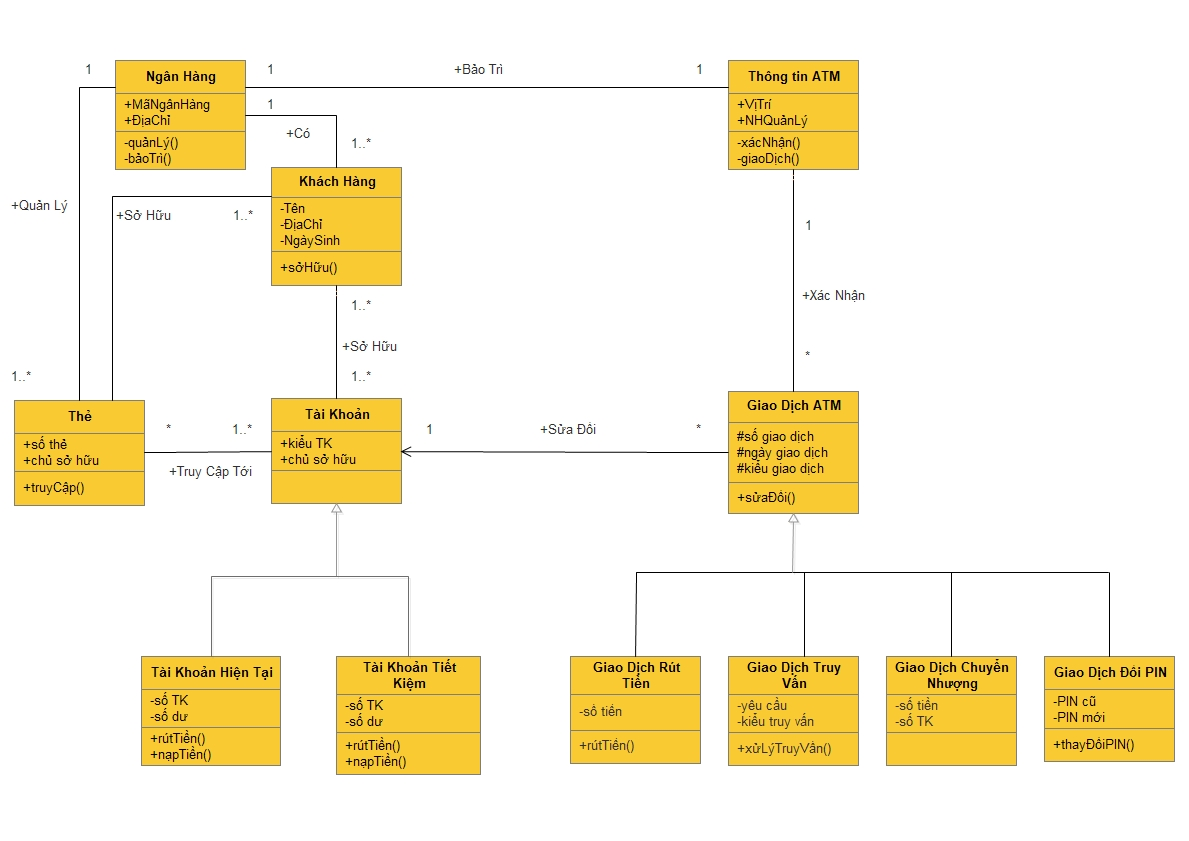 1
Ngân Hàng
+MãNgânHàng
+ĐịaChỉ
-quảnLý()
-bảoTrì()
1
+Bảo Trì
1
Thông tin ATM
+VịTrí
+NHQuảnLý
-xácNhận()
-giaoDịch()
1
+Có
1..*
Khách Hàng
-Tên
-ĐịaChỉ
-NgàySinh
+sởHữu()
+Quản Lý
+Sở Hữu
1..*
1
+Xác Nhận
*
1..*
+Sở Hữu
1..*
1..*
Thẻ
+số thẻ
+chủ sở hữu
+truyCập()
*
1..*
+Truy Cập Tới
Tài Khoản
+kiểu TK
+chủ sở hữu
1
+Sửa Đổi
*
Giao Dịch ATM
#số giao dịch
#ngày giao dịch
#kiểu giao dịch
+sửaĐổi()
Tài Khoản Hiện Tại
-số TK
-số dư
+rútTiền()
+nạpTiền()
Tài Khoản Tiết
Kiệm
-số TK
-số dư
+rútTiền()
+nạpTiền()
Giao Dịch Rút
Tiền
-số tiền
+rútTiền()
Giao Dịch Truy
Vấn
-yêu cầu
-kiểu truy vấn
+xửLýTruyVấn()
Giao Dịch Chuyển
Nhượng
-số tiền
-số TK
Giao Dịch Đổi PIN
-PIN cũ
-PIN mới
+thayĐổiPIN()